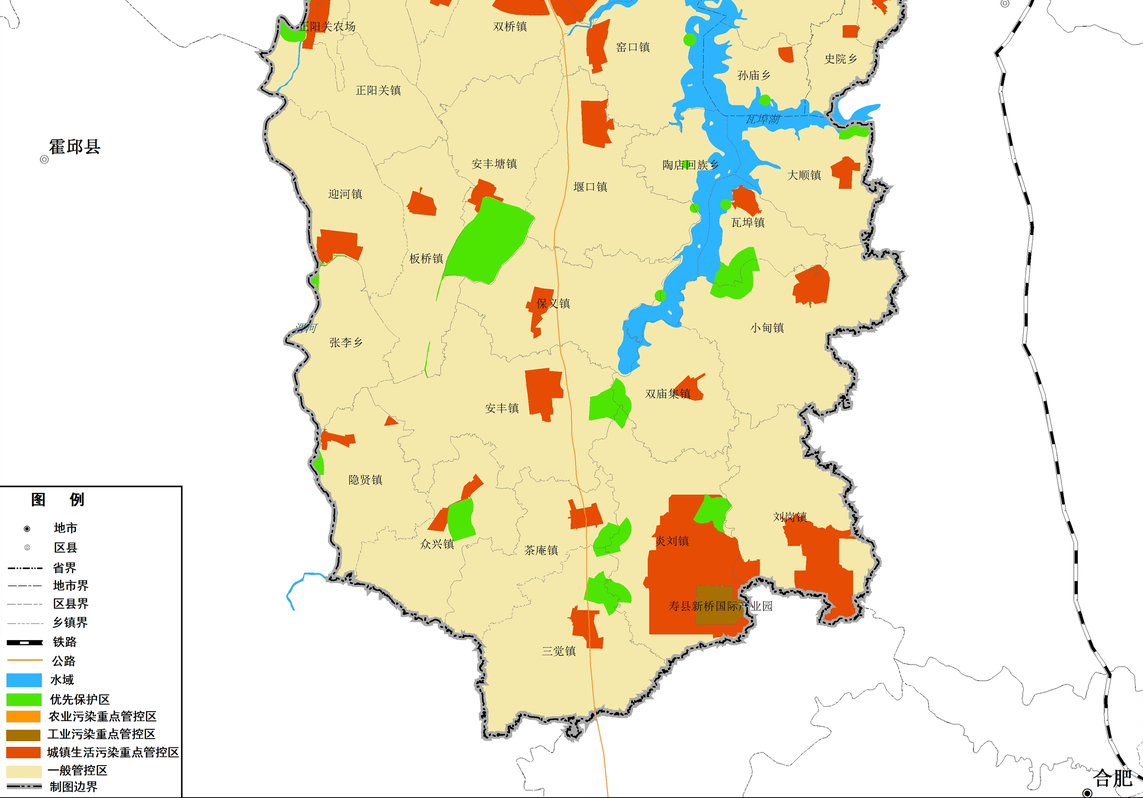 正阳关农场
双桥镇
窑口镇
史院乡
孙庙乡
正阳关镇
瓦埠湖
霍邱县
安丰塘镇
陶店回族乡
大顺镇
迎河镇
堰口镇
瓦埠镇
板桥镇
保义镇
淠河
小甸镇
张李乡
双庙集镇
安丰镇
隐贤镇
刘岗镇
众兴镇
茶庵镇
炎刘镇
寿县新桥国际产业园
三觉镇
合肥
图 例
地市
区县
省界
地市界
区县界
乡镇界
铁路
公路
水域
优先保护区
农业污染重点管控区
工业污染重点管控区
城镇生活污染重点管控区
一般管控区
制图边界